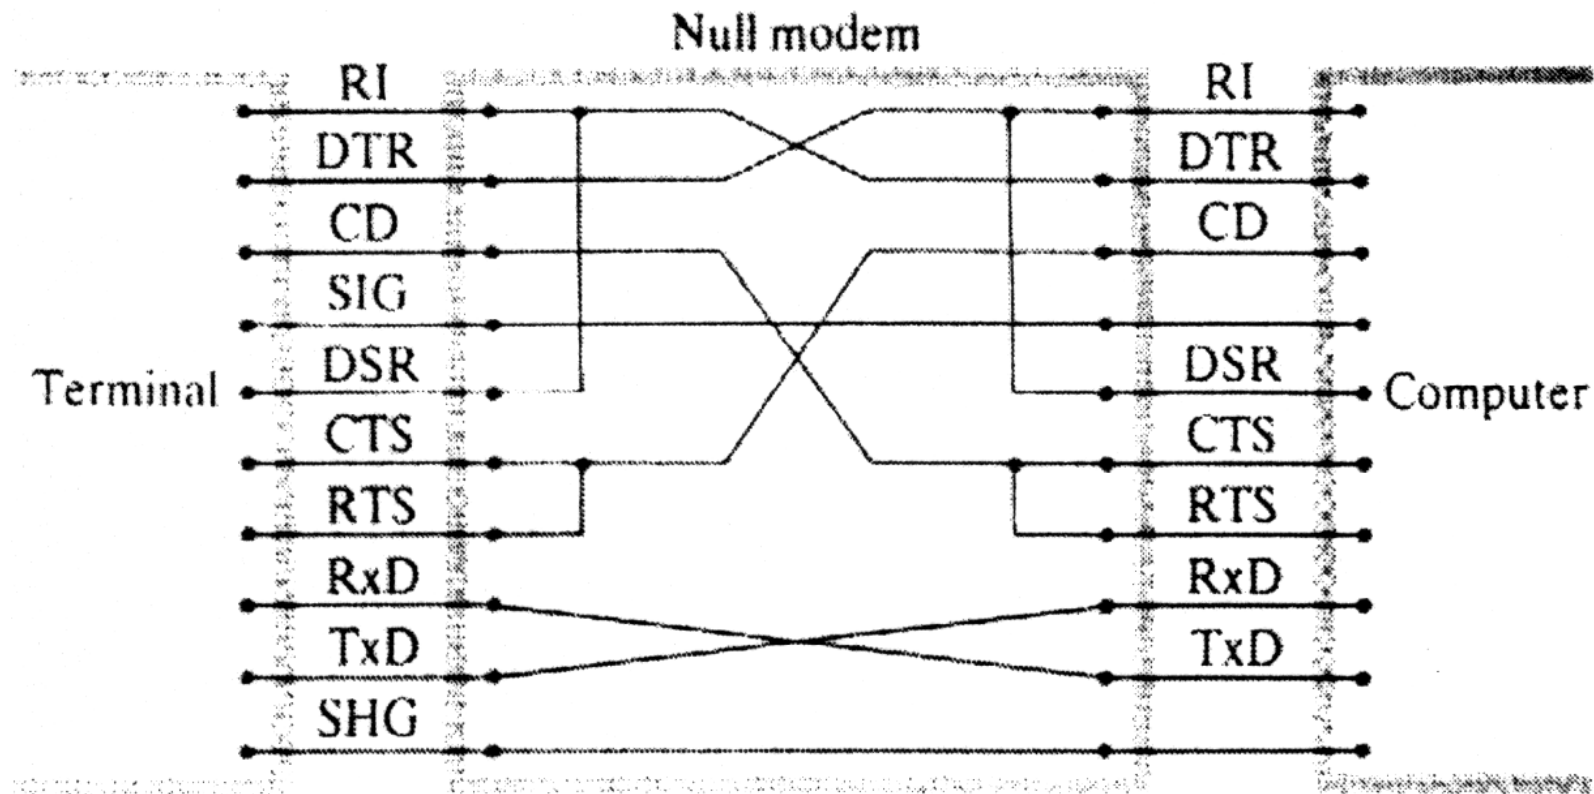 Null modem
RI RI
DTR DTR
CD CD
SIG
DSR DSR
Terminal Computer
CTS CTS
RTS RTS
RxD RxD
TxD TxD
SHG